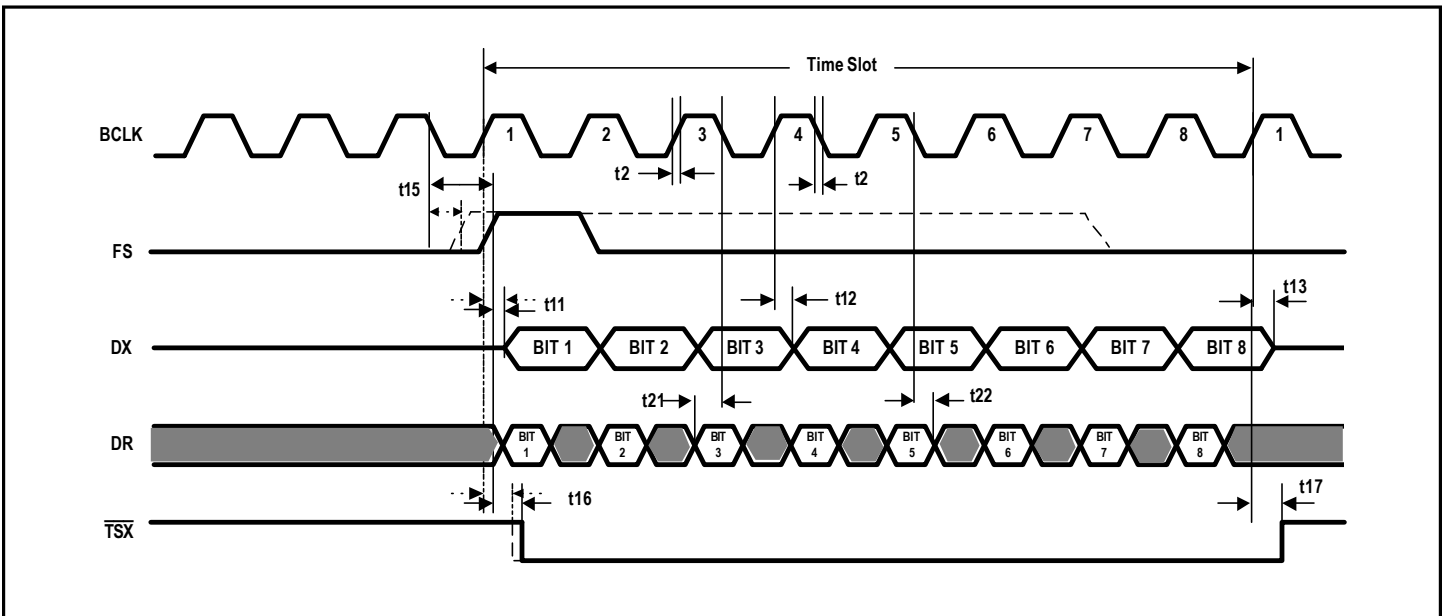 Time Slot
BCLK 1 2 3 4 5 6 7 8 1
t2 t2
t15
FS
t11 t12 t13
DX BIT 1 BIT 2 BIT 3 BIT 4 BIT 5 BIT 6 BIT 7 BIT 8
t21 t22
DR BIT 1 BIT 2 BIT 3 BIT 4 BIT 5 BIT 6 BIT 7 BIT 8
t16 t17
TSX